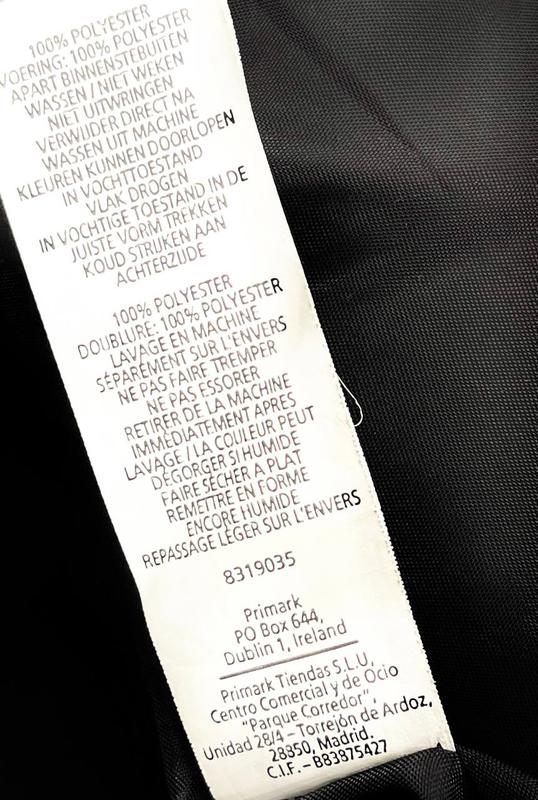 100% POLYESTER
VOERING: 100% POLYESTER
APART BINNENSTEBUITEN
WASSEN / NIET WEKEN
NIET UITWRINGEN
VERWIJDER DIRECT NA
WASSEN UIT MACHINE
KLEUREN KUNNEN DOORLOPEN
IN VOCHTTOESTAND
VLAK DROGEN
IN VOCHTIGE TOESTAND IN DE
JUISTE VORM TREKKEN
KOUD STRIJKEN AAN
ACHTERZIJDE
100% POLYESTER
DOUBLURE: 100% POLYESTER
LAVAGE EN MACHINE
SÉPARÉMENT SUR L'ENVERS
NE PAS FAIRE TREMPER
NE PAS ESSORER
RETIRER DE LA MACHINE
IMMÉDIATEMENT APRES
LAVAGE / LA COULEUR PEUT
DÉGORGER SI HUMIDE
FAIRE SÉCHER A PLAT
REMETTRE EN FORME
ENCORE HUMIDE
REPASSAGE LÉGER SUR L'ENVERS
8319035
Primark
PO Box 644,
Dublin 1, Ireland
Primark Tiendas S.L.U,
Centro Comercial y de Ocio
"Parque Corredor",
Unidad 28/4 – Torrejón de Ardoz,
28350, Madrid.
C.I.F. – B83875427